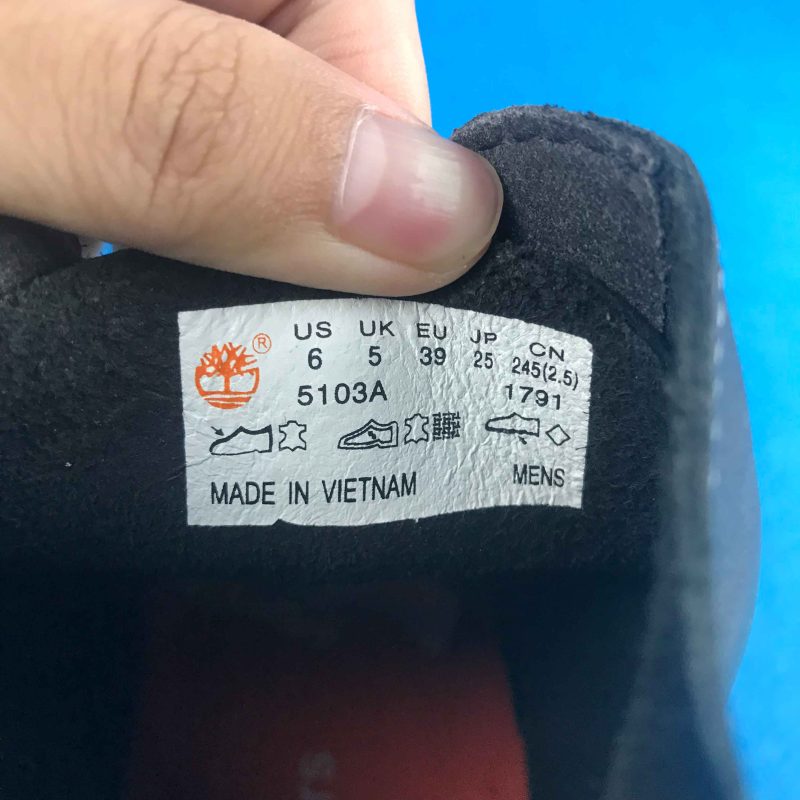 ® US UK EU JP CN
6 5 39 25 245(2.5)
5103A 1791
MADE IN VIETNAM MENS